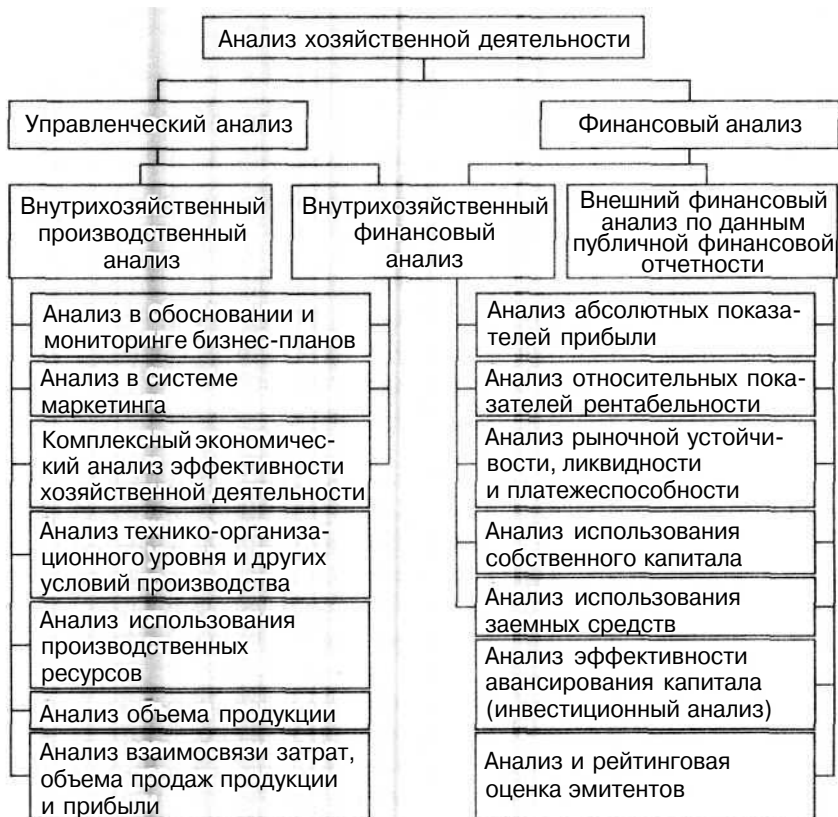 Анализ хозяйственной деятельности
Управленческий анализ
Финансовый анализ
Внутрихозяйственный
производственный
анализ
Внутрихозяйственный
финансовый
анализ
Внешний финансовый
анализ по данным
публичной финансовой
отчетности
Анализ в обосновании и
мониторинге бизнес-планов
Анализ в системе
маркетинга
Комплексный экономичес-
кий анализ эффективности
хозяйственной деятельности
Анализ технико-организа-
ционного уровня и других
условий производства
Анализ использования
производственных
ресурсов
Анализ объема продукции
Анализ взаимосвязи затрат,
объема продаж продукции
и прибыли
Анализ абсолютных показа-
телей прибыли
Анализ относительных пока-
зателей рентабельности
Анализ рыночной устойчи-
вости, ликвидности
и платежеспособности
Анализ использования
собственного капитала
Анализ использования
заемных средств
Анализ эффективности
авансирования капитала
(инвестиционный анализ)
Анализ и рейтинговая
оценка эмитентов